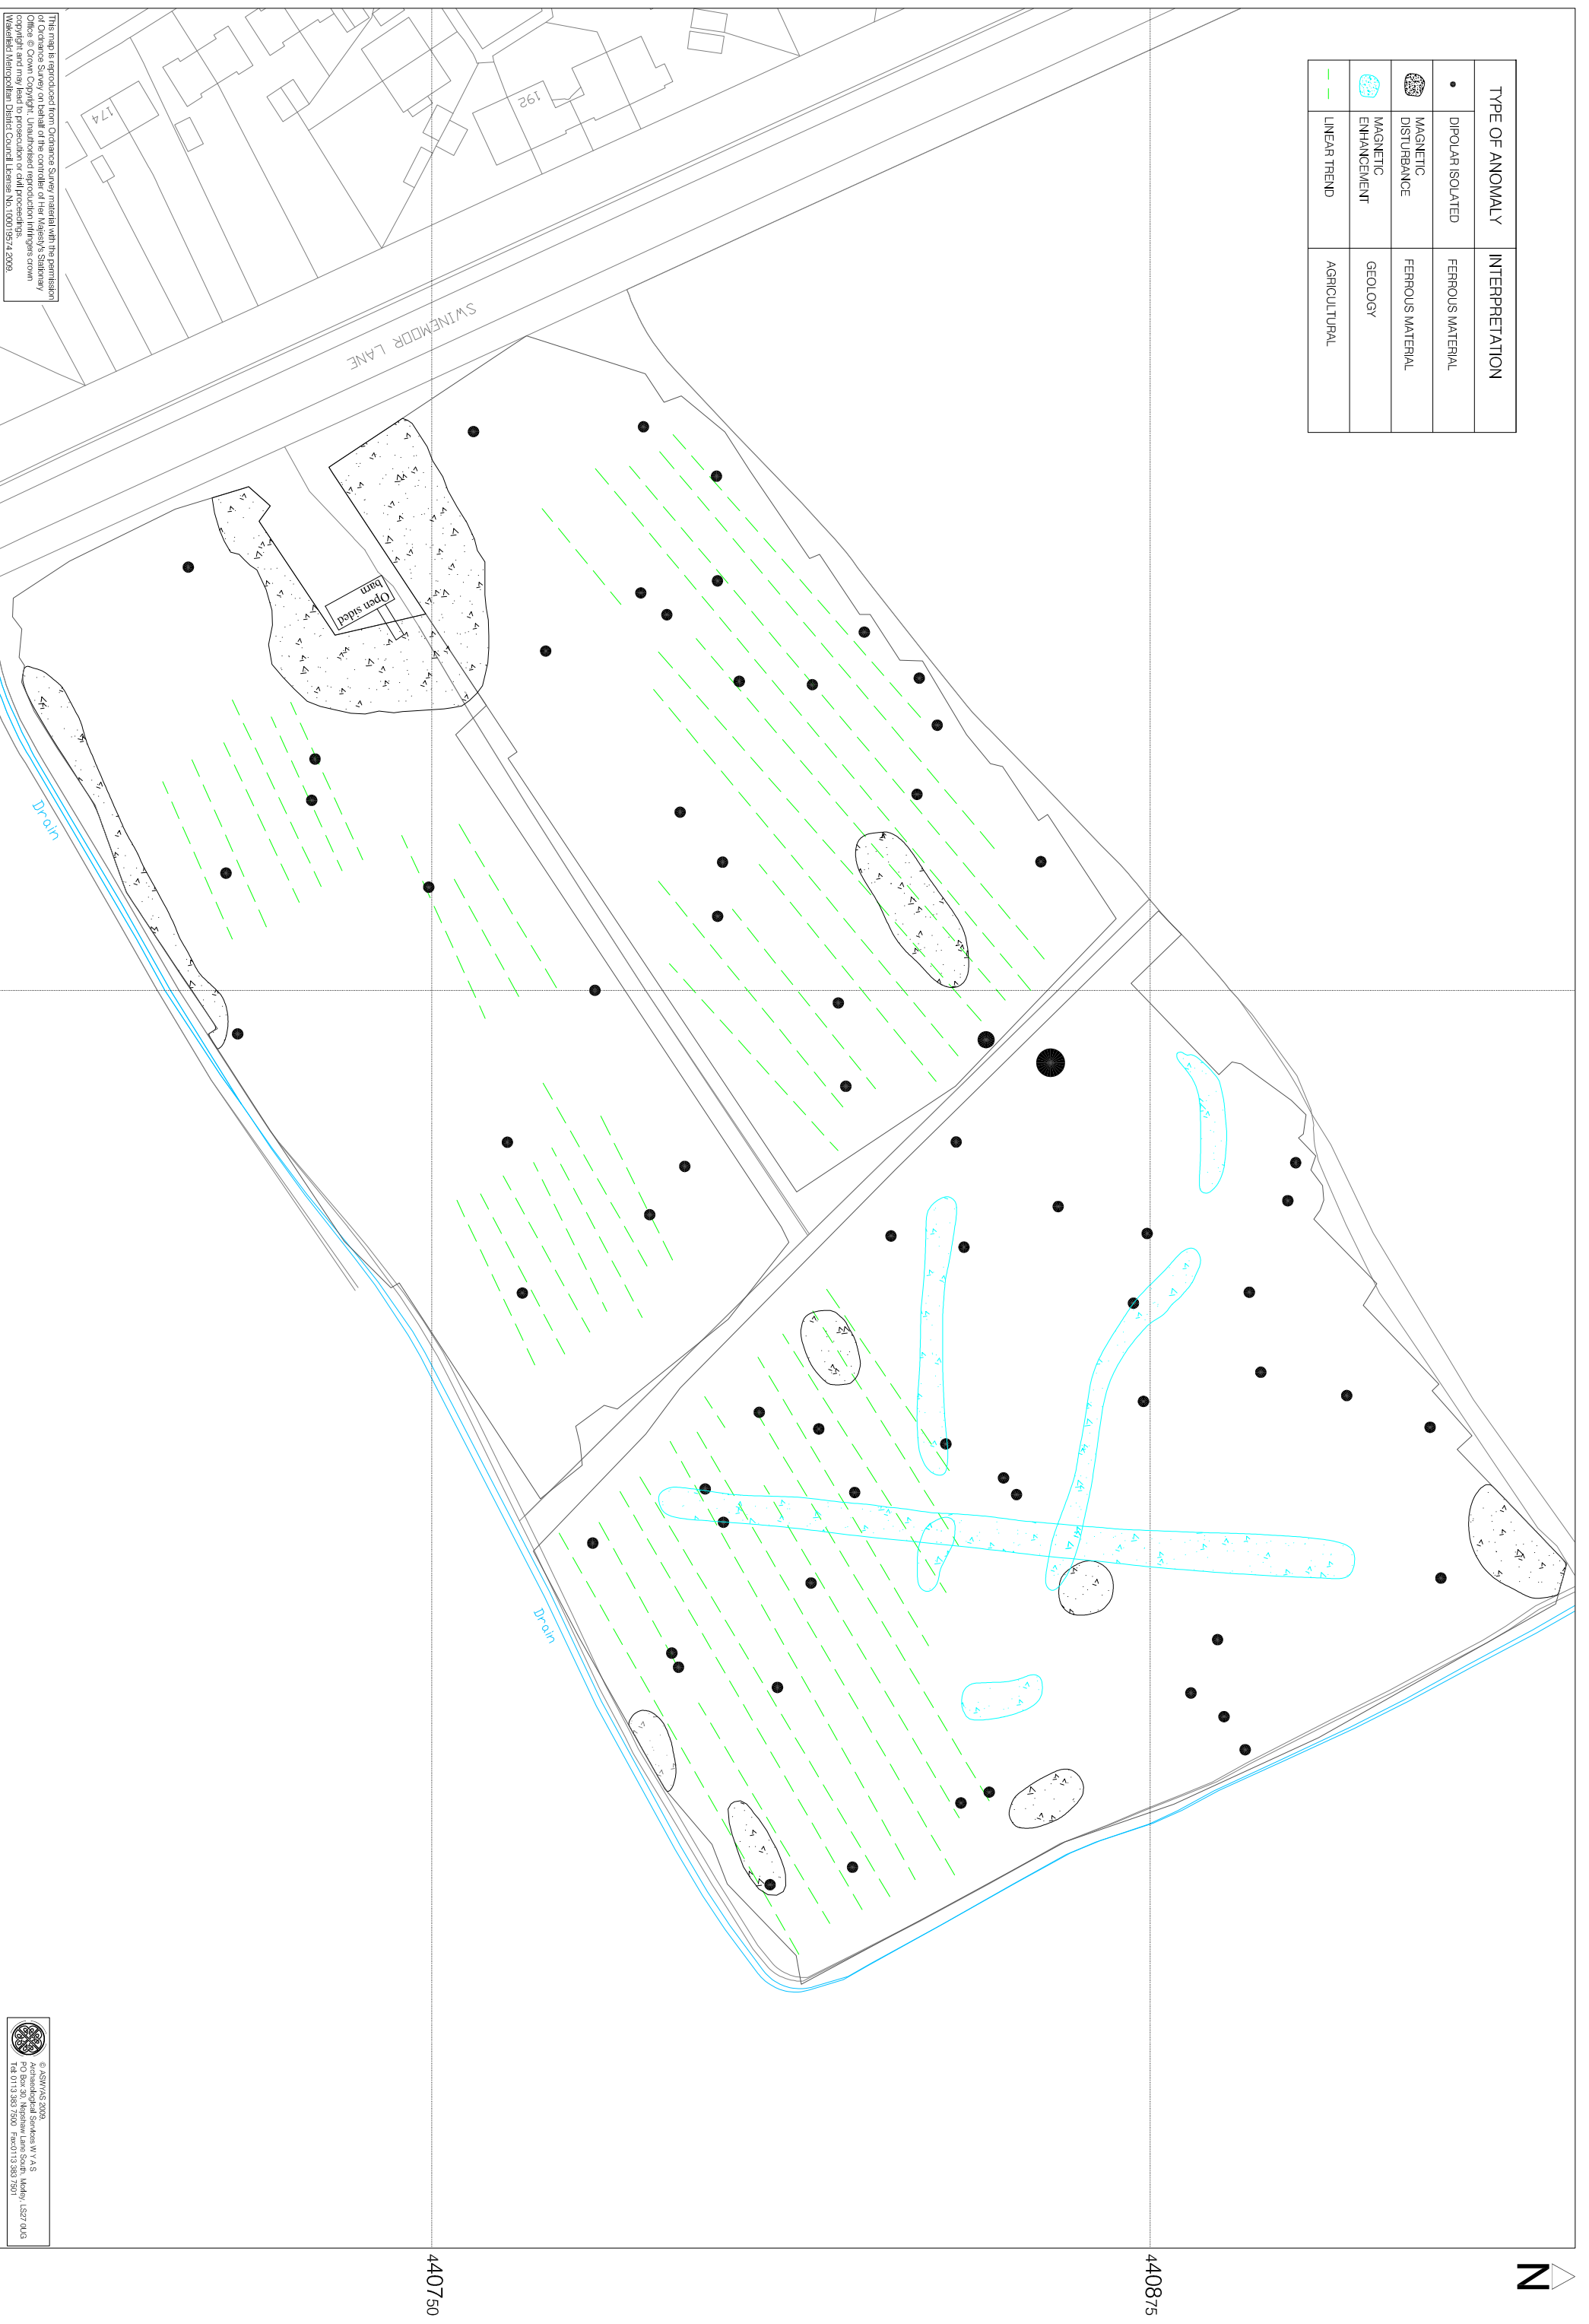 TYPE OF ANOMALY
INTERPRETATION
DIPOLAR ISOLATED
FERROUS MATERIAL
MAGNETIC
DISTURBANCE
FERROUS MATERIAL
MAGNETIC
ENHANCEMENT
GEOLOGY
LINEAR TREND
AGRICULTURAL
192
174
SWINEMOOR LANE
Open sided
barn
Drain
Drain
This map is reproduced from Ordnance Survey material with the permission
of Ordnance Survey on behalf of the controller of Her Majesty's Stationary
Office © Crown Copyright. Unauthorised reproduction infringes crown
copyright and may lead to prosecution or civil proceedings.
Wakefield Metropolitan District Council License No.100019574 2009.
© ASWYAS 2009.
Archaeological Services W Y A S
PO Box 30, Nepshaw Lane South, Morley, LS27 0UG
Tel: 0113 383 7500 Fax:0113 383 7501
440875
440750
N